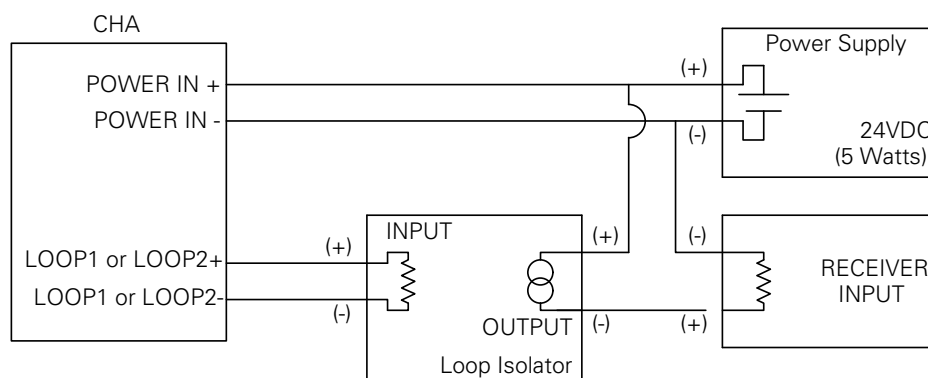 CHA
Power Supply
POWER IN +
(+)
POWER IN -
(-)
24VDC
(5 Watts)
INPUT
(+)
(+)
(-)
LOOP1 or LOOP2+
RECEIVER
INPUT
LOOP1 or LOOP2-
(-)
OUTPUT
(-)
(+)
Loop Isolator